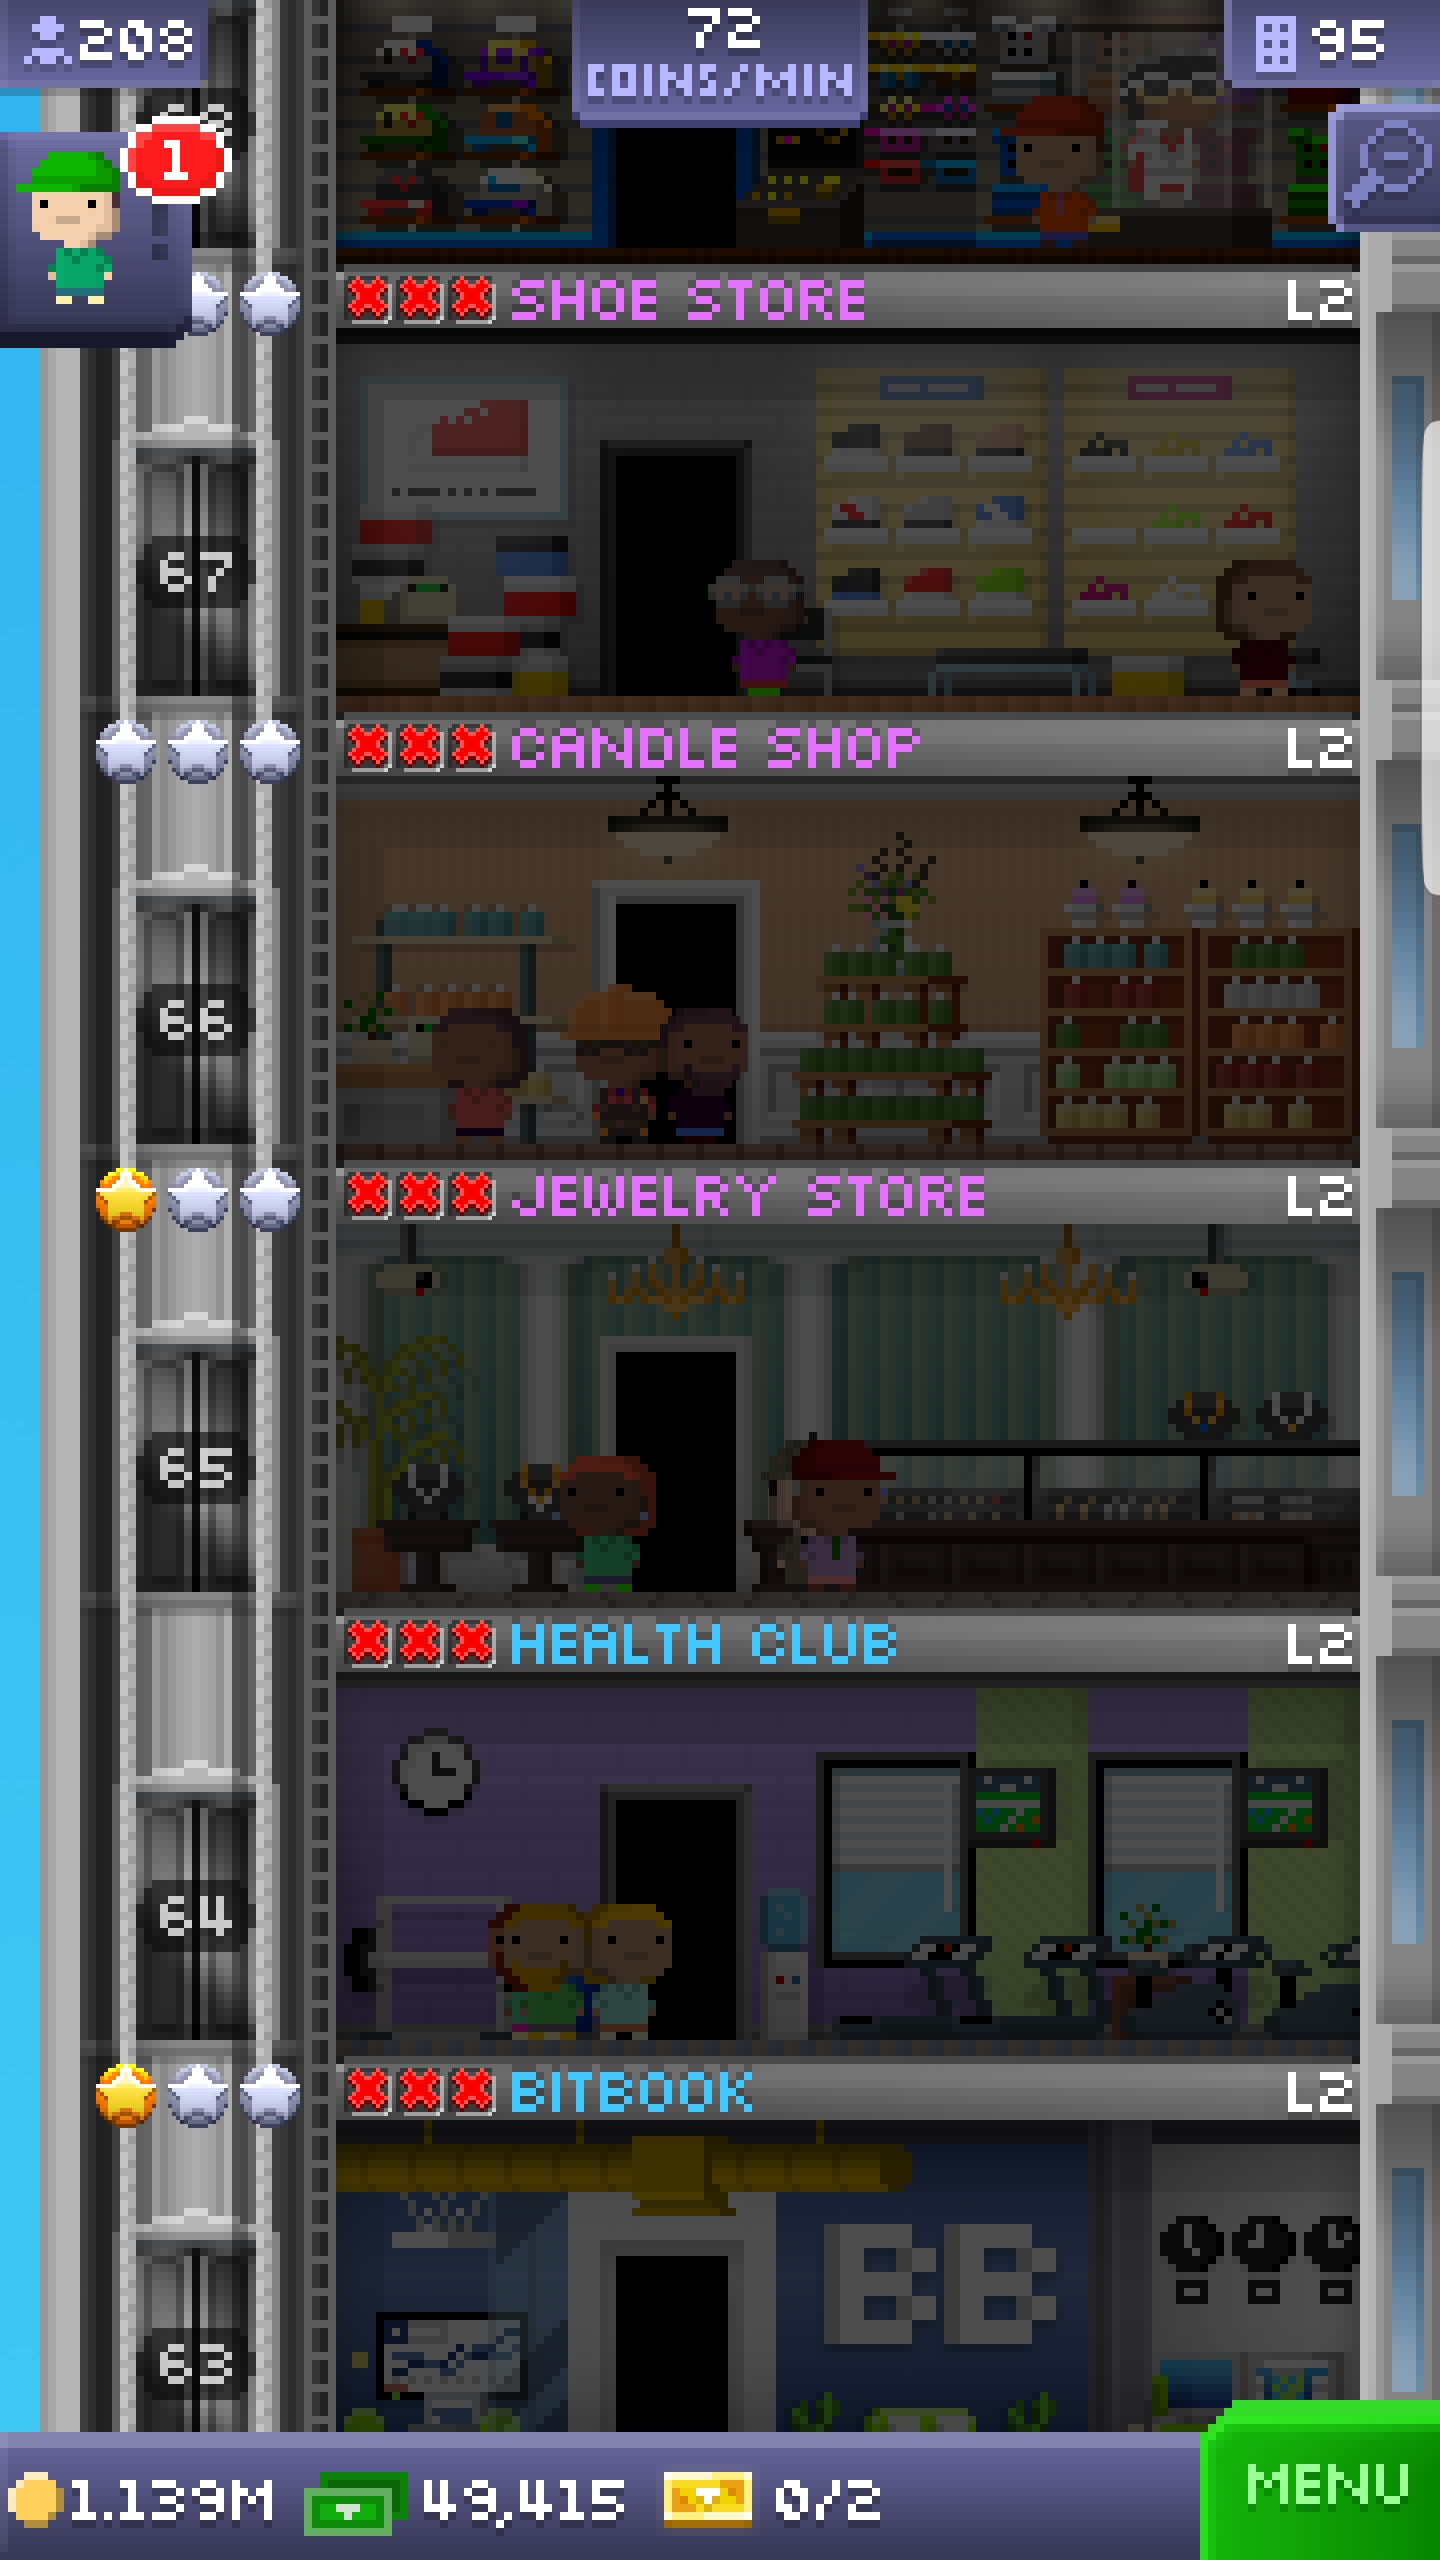 208
72
COINS/MIN
95
1
SHOE STORE L2
67
CANDLE SHOP L2
66
JEWELRY STORE L2
65
HEALTH CLUB L2
64
BITBOOK L2
BB
63
1.139M 49,415 0/2 MENU